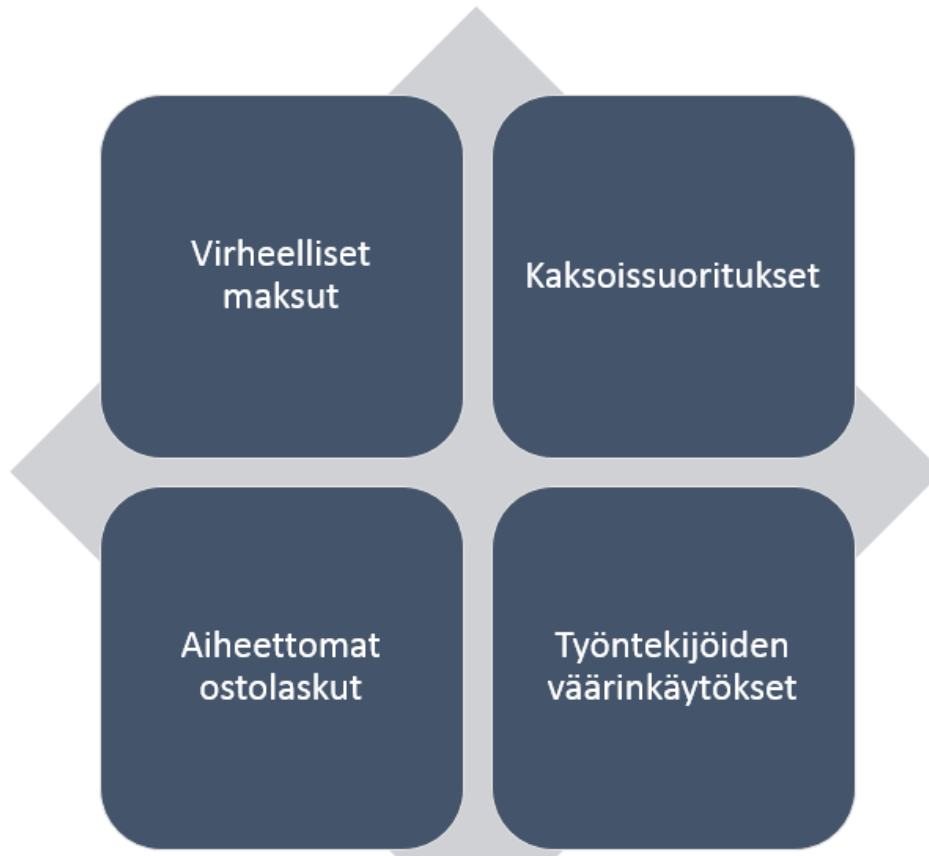 Virheelliset
maksut
Kaksoissuoritukset
Aiheettomat
ostolaskut
Työntekijöiden
väärinkäytökset